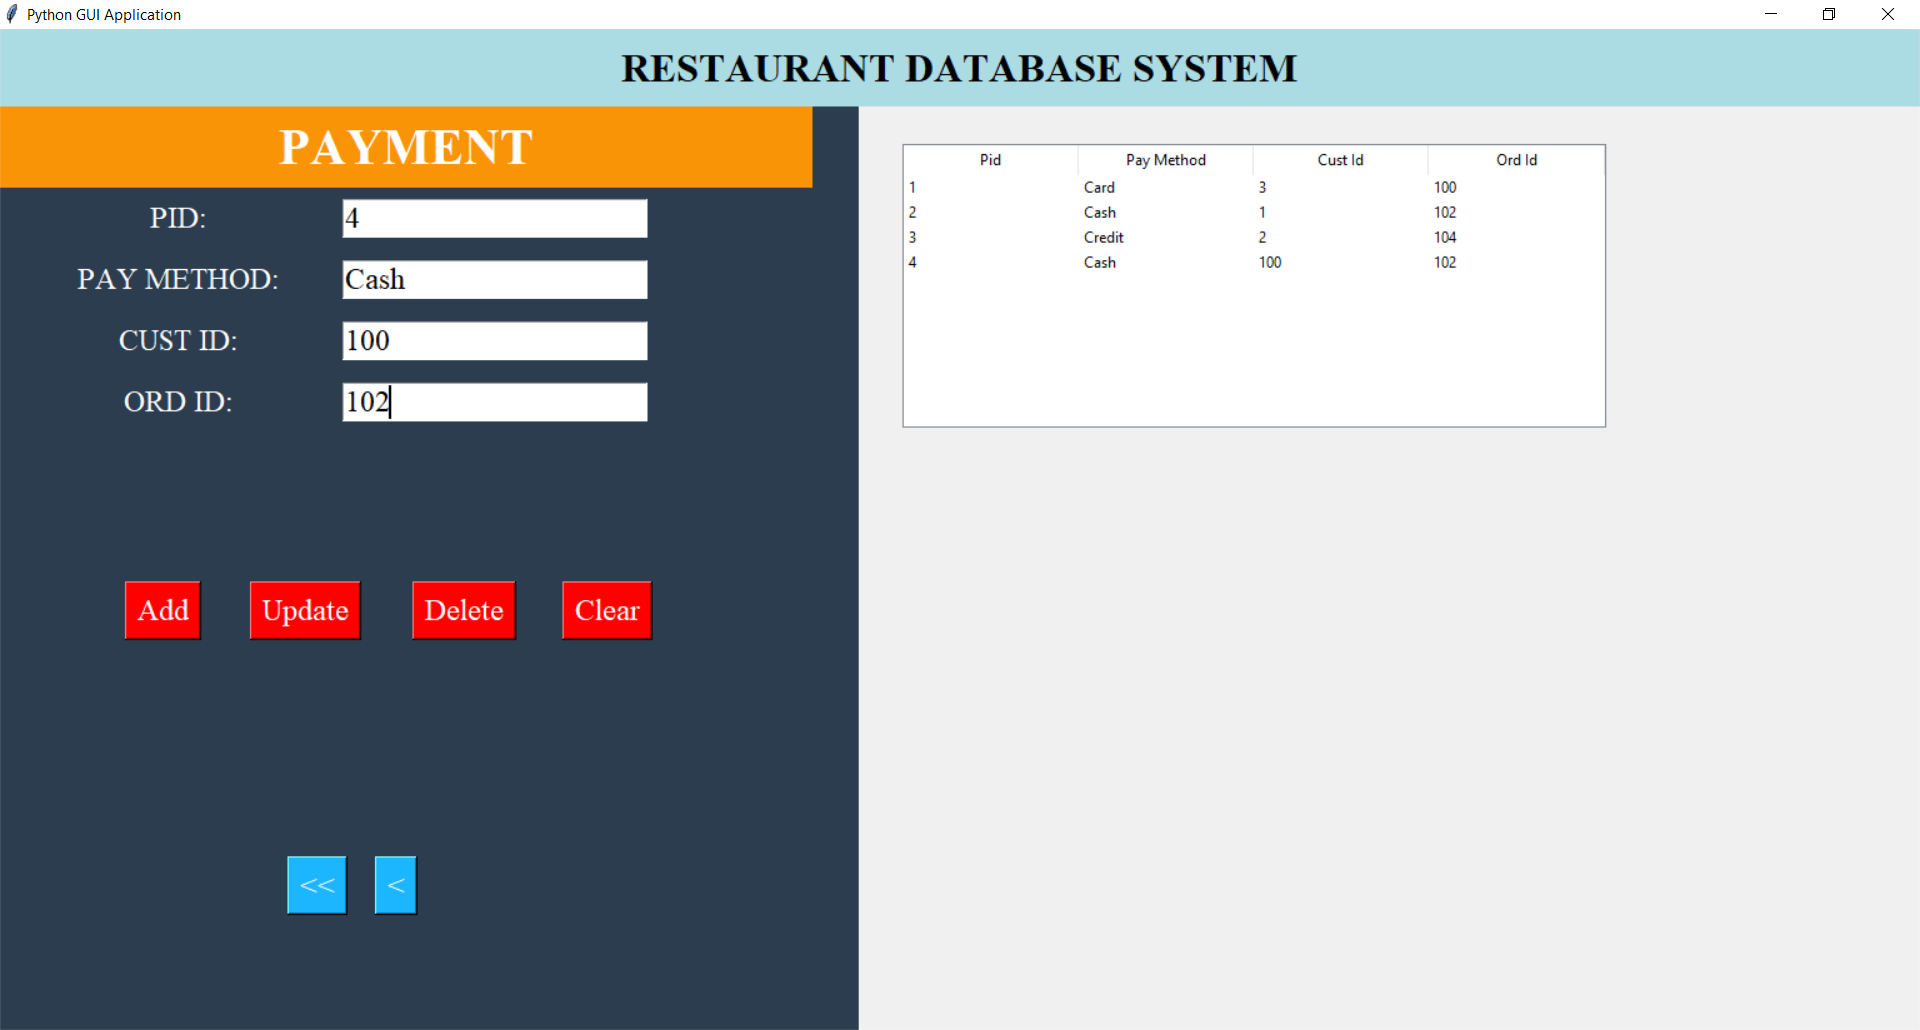 Python GUI Application
RESTAURANT DATABASE SYSTEM
PAYMENT
PID: 4
PAY METHOD: Cash
CUST ID: 100
ORD ID: 102
Add Update Delete Clear
<< <
Pid Pay Method Cust Id Ord Id
1 Card 3 100
2 Cash 1 102
3 Credit 2 104
4 Cash 100 102